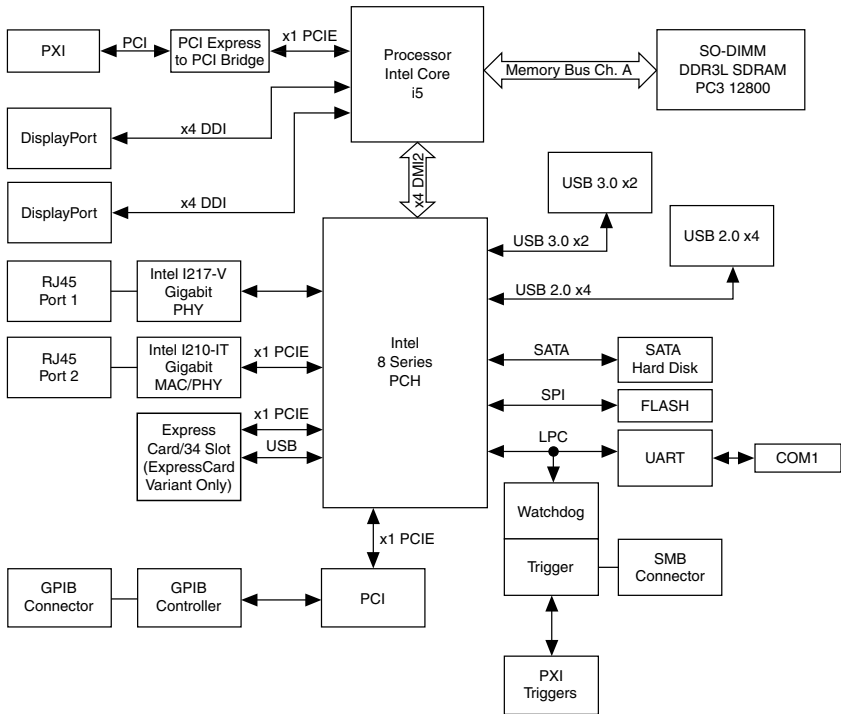 PXI
PCI
PCI Express
to PCI Bridge
x1 PCIE
Processor
Intel Core
i5
Memory Bus Ch. A
SO-DIMM
DDR3L SDRAM
PC3 12800
DisplayPort
x4 DDI
DisplayPort
x4 DDI
x4 DMI2
USB 3.0 x2
USB 3.0 x2
USB 2.0 x4
USB 2.0 x4
RJ45
Port 1
Intel I217-V
Gigabit
PHY
RJ45
Port 2
Intel I210-IT
Gigabit
MAC/PHY
x1 PCIE
Intel
8 Series
PCH
SATA
SATA
Hard Disk
SPI
FLASH
Express
Card/34 Slot
(ExpressCard
Variant Only)
x1 PCIE
USB
LPC
UART
COM1
Watchdog
Trigger
SMB
Connector
x1 PCIE
GPIB
Connector
GPIB
Controller
PCI
PXI
Triggers